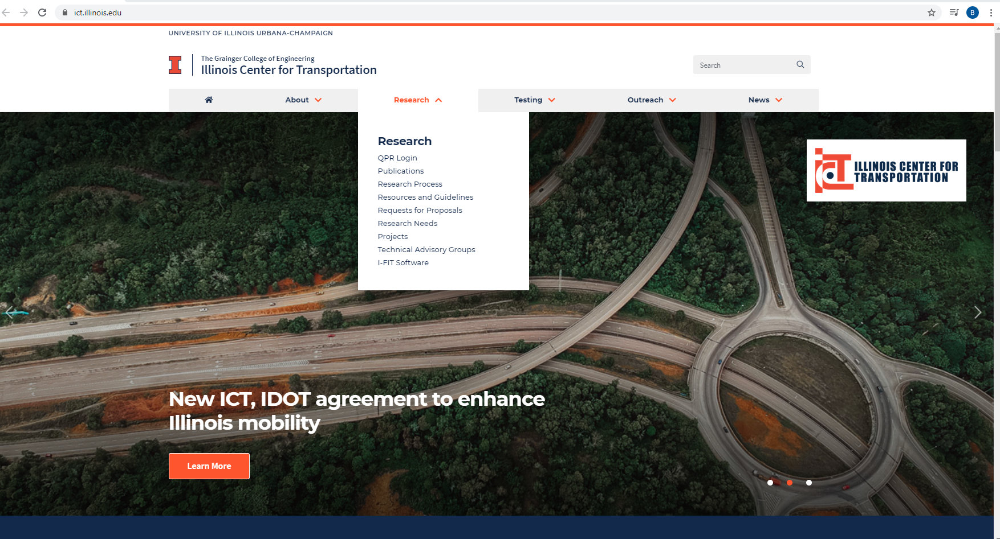 ict.illinois.edu
B
UNIVERSITY OF ILLINOIS URBANA-CHAMPAIGN
The Grainger College of Engineering
Illinois Center for Transportation
Search
About
Research
Testing
Outreach
News
Research
QPR Login
Publications
Research Process
Resources and Guidelines
Requests for Proposals
Research Needs
Projects
Technical Advisory Groups
I-FIT Software
ICT ILLINOIS CENTER FOR
TRANSPORTATION
New ICT, IDOT agreement to enhance
Illinois mobility
Learn More